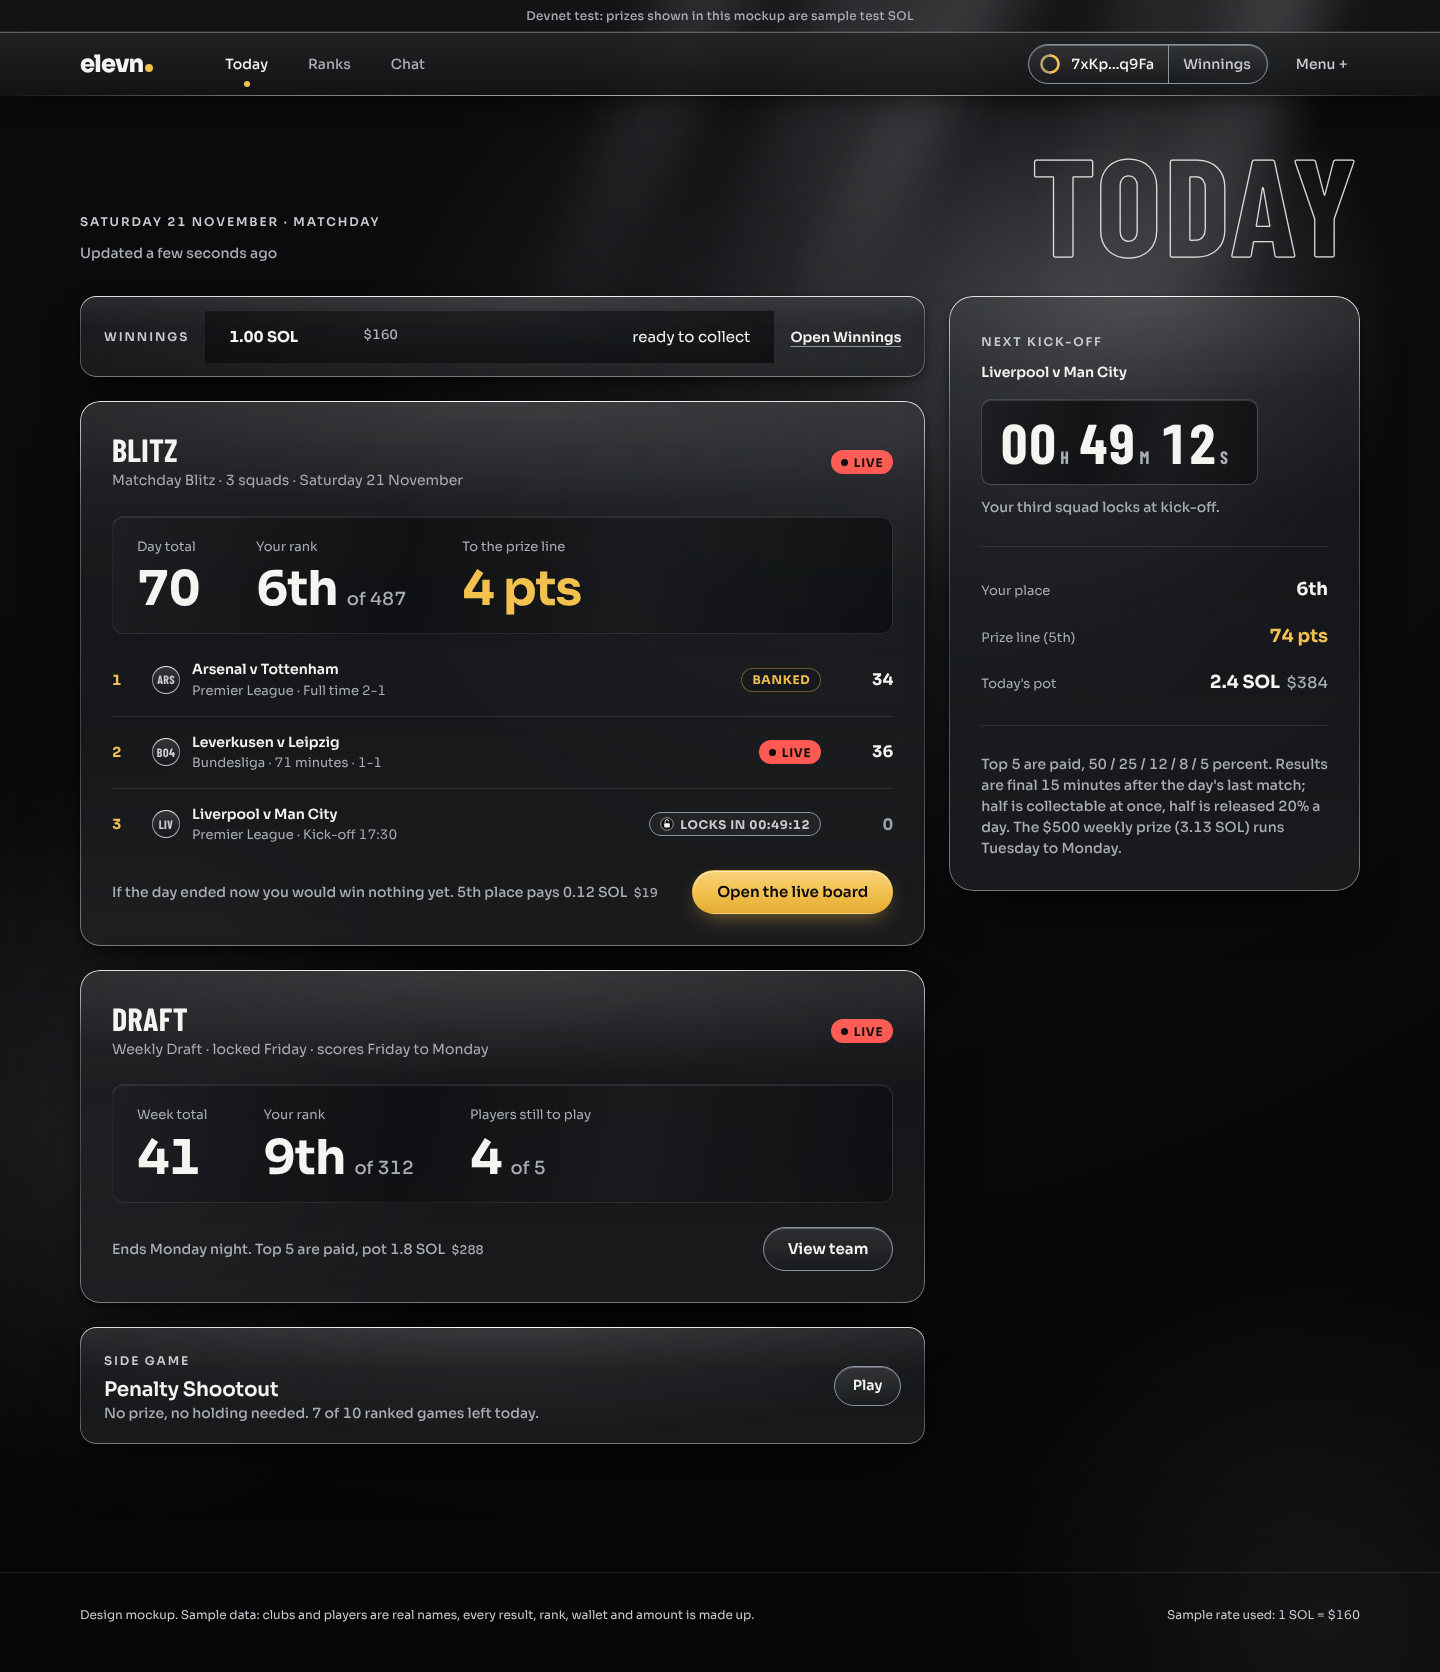 Devnet test: prizes shown in this mockup are sample test SOL
elevn.
Today
Ranks
Chat
7xKp...q9Fa
Winnings
Menu +
TODAY
SATURDAY 21 NOVEMBER · MATCHDAY
Updated a few seconds ago
WINNINGS
1.00 SOL
$160
ready to collect
Open Winnings
BLITZ
Matchday Blitz · 3 squads · Saturday 21 November
LIVE
Day total
70
Your rank
6th of 487
To the prize line
4 pts
1
ARS
Arsenal v Tottenham
Premier League · Full time 2-1
BANKED
34
2
B04
Leverkusen v Leipzig
Bundesliga · 71 minutes · 1-1
LIVE
36
3
LIV
Liverpool v Man City
Premier League · Kick-off 17:30
LOCKS IN 00:49:12
0
If the day ended now you would win nothing yet. 5th place pays 0.12 SOL $19
Open the live board
NEXT KICK-OFF
Liverpool v Man City
00 H 49 M 12 S
Your third squad locks at kick-off.
Your place
6th
Prize line (5th)
74 pts
Today's pot
2.4 SOL $384
Top 5 are paid, 50 / 25 / 12 / 8 / 5 percent. Results
are final 15 minutes after the day's last match;
half is collectable at once, half is released 20% a
day. The $500 weekly prize (3.13 SOL) runs
Tuesday to Monday.
DRAFT
Weekly Draft · locked Friday · scores Friday to Monday
LIVE
Week total
41
Your rank
9th of 312
Players still to play
4 of 5
Ends Monday night. Top 5 are paid, pot 1.8 SOL $288
View team
SIDE GAME
Penalty Shootout
No prize, no holding needed. 7 of 10 ranked games left today.
Play
Design mockup. Sample data: clubs and players are real names, every result, rank, wallet and amount is made up.
Sample rate used: 1 SOL = $160